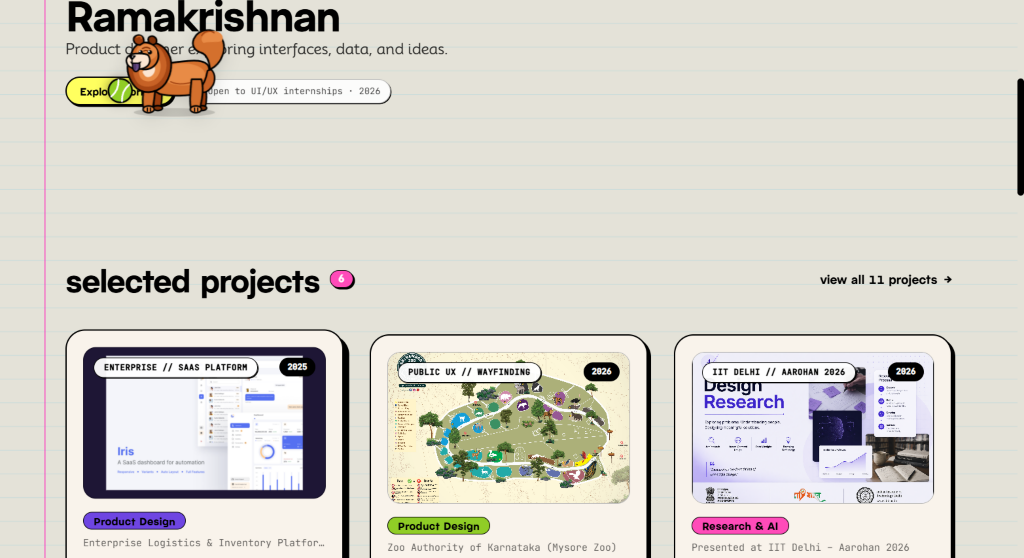 Ramakrishnan
Product ring interfaces, data, and ideas.
Open to UI/UX internships · 2026
selected projects 6
view all 11 projects →
ENTERPRISE // SAAS PLATFORM 2025
Iris
A SaaS dashboard for automation
Product Design
Enterprise Logistics & Inventory Platfor…
PUBLIC UX // WAYFINDING 2026
Product Design
Zoo Authority of Karnataka (Mysore Zoo)
IIT DELHI // AAROHAN 2026 2026
Design
Research
Research & AI
Presented at IIT Delhi – Aarohan 2026